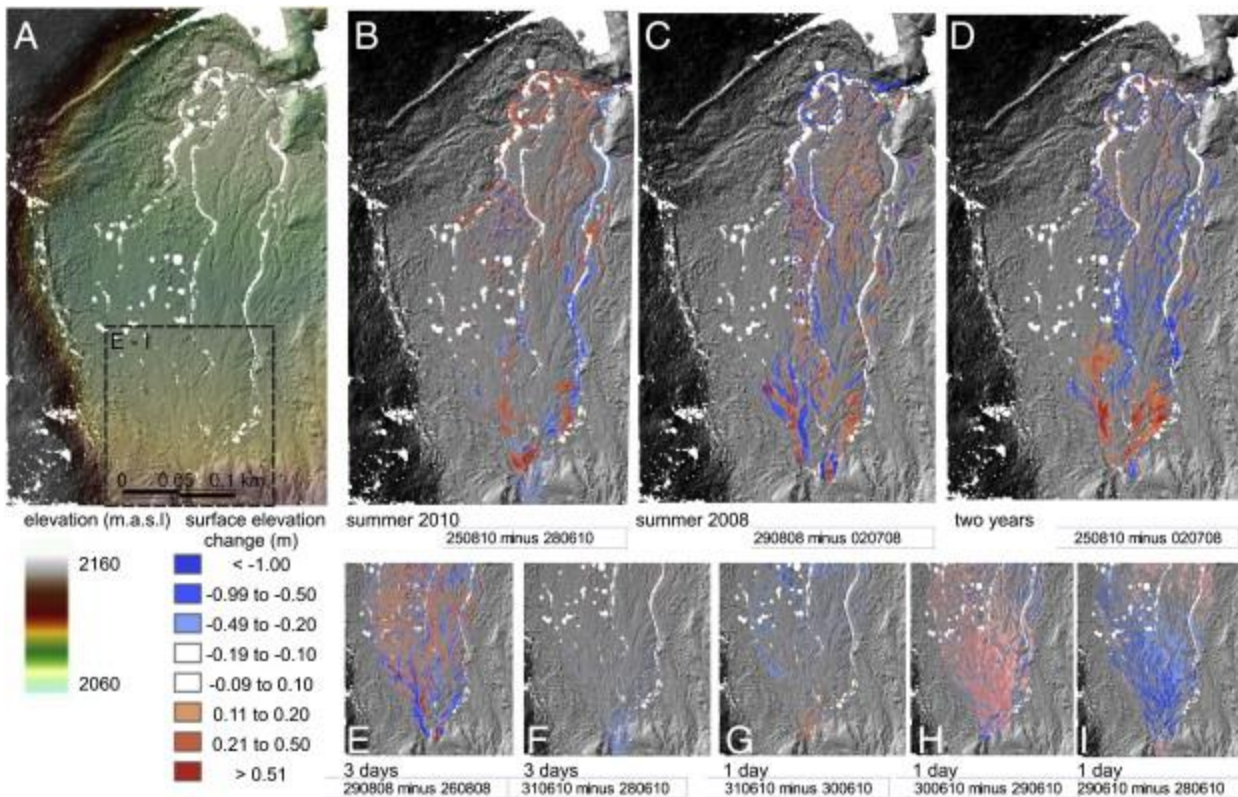 A
B
C
D
E - I
0 0.05 0.1 km
elevation (m.a.s.l)
surface elevation
change (m)
2160
2060
< -1.00
-0.99 to -0.50
-0.49 to -0.20
-0.19 to -0.10
-0.09 to 0.10
0.11 to 0.20
0.21 to 0.50
> 0.51
summer 2010
250810 minus 280610
summer 2008
290808 minus 020708
two years
250810 minus 020708
E
F
G
H
I
3 days
290808 minus 260808
3 days
310610 minus 280610
1 day
310610 minus 300610
1 day
300610 minus 290610
1 day
290610 minus 280610